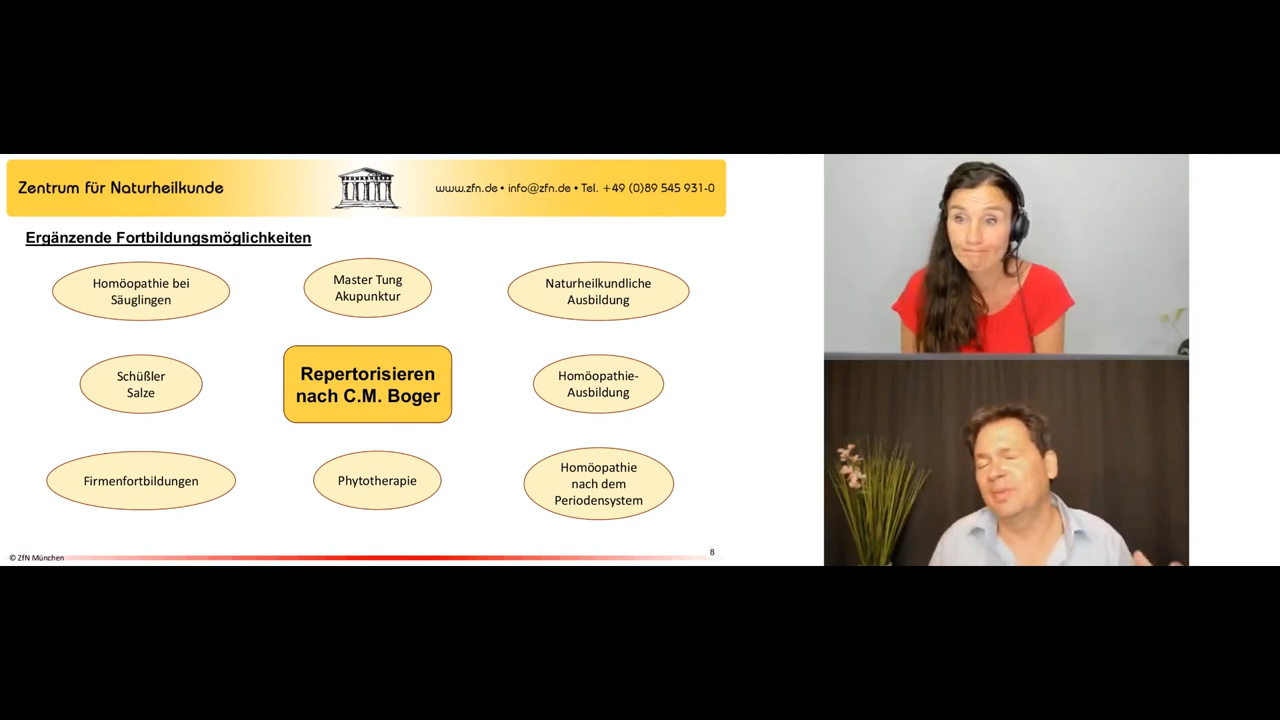 Zentrum für Naturheilkunde
www.zfn.de • info@zfn.de • Tel. +49 (0)89 545 931-0
Ergänzende Fortbildungsmöglichkeiten
Homöopathie bei
Säuglingen
Master Tung
Akupunktur
Naturheilkundliche
Ausbildung
Schüßler
Salze
Repertorisieren
nach C.M. Boger
Homöopathie-
Ausbildung
Firmenfortbildungen
Phytotherapie
Homöopathie
nach dem
Periodensystem
© ZfN München
8